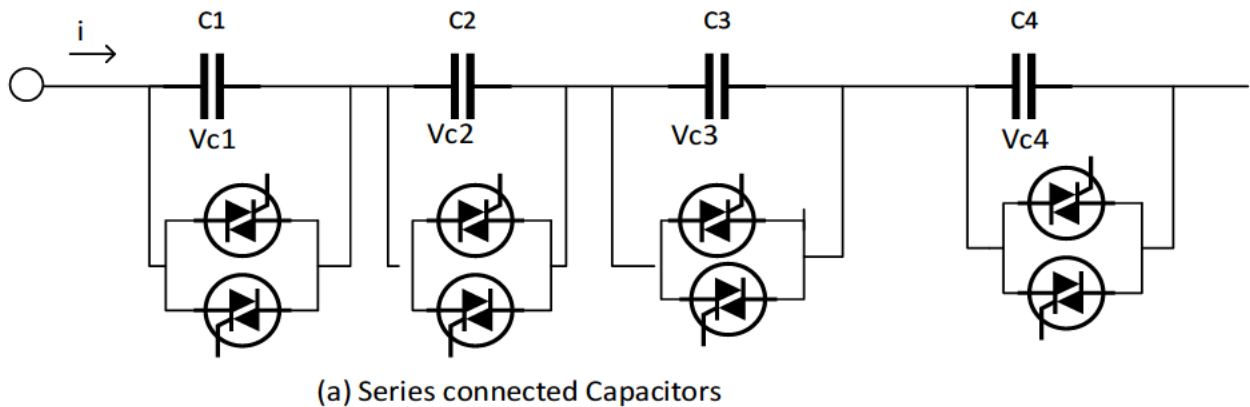 i
C1
C2
C3
C4
Vc1
Vc2
Vc3
Vc4
(a) Series connected Capacitors